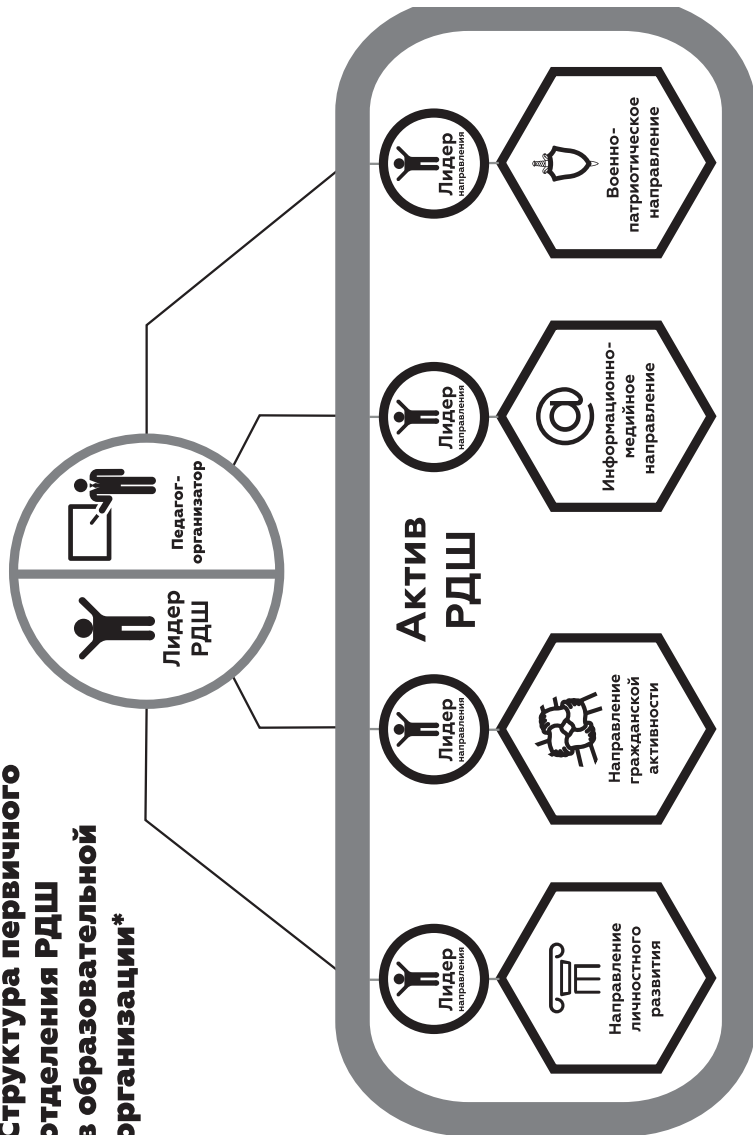 Структура первичного
отделения РДШ
в образовательной
организации*
Лидер
РДШ
Педагог-
организатор
Актив
РДШ
Лидер
направления
Лидер
направления
Лидер
направления
Лидер
направления
Направление
личностного
развития
Направление
гражданской
активности
Информационно-
медийное
направление
Военно-
патриотическое
направление